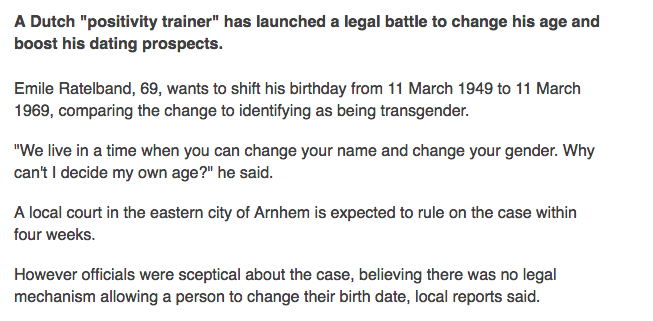 A Dutch "positivity trainer" has launched a legal battle to change his age and
boost his dating prospects.
Emile Ratelband, 69, wants to shift his birthday from 11 March 1949 to 11 March
1969, comparing the change to identifying as being transgender.
"We live in a time when you can change your name and change your gender. Why
can't I decide my own age?" he said.
A local court in the eastern city of Arnhem is expected to rule on the case within
four weeks.
However officials were sceptical about the case, believing there was no legal
mechanism allowing a person to change their birth date, local reports said.